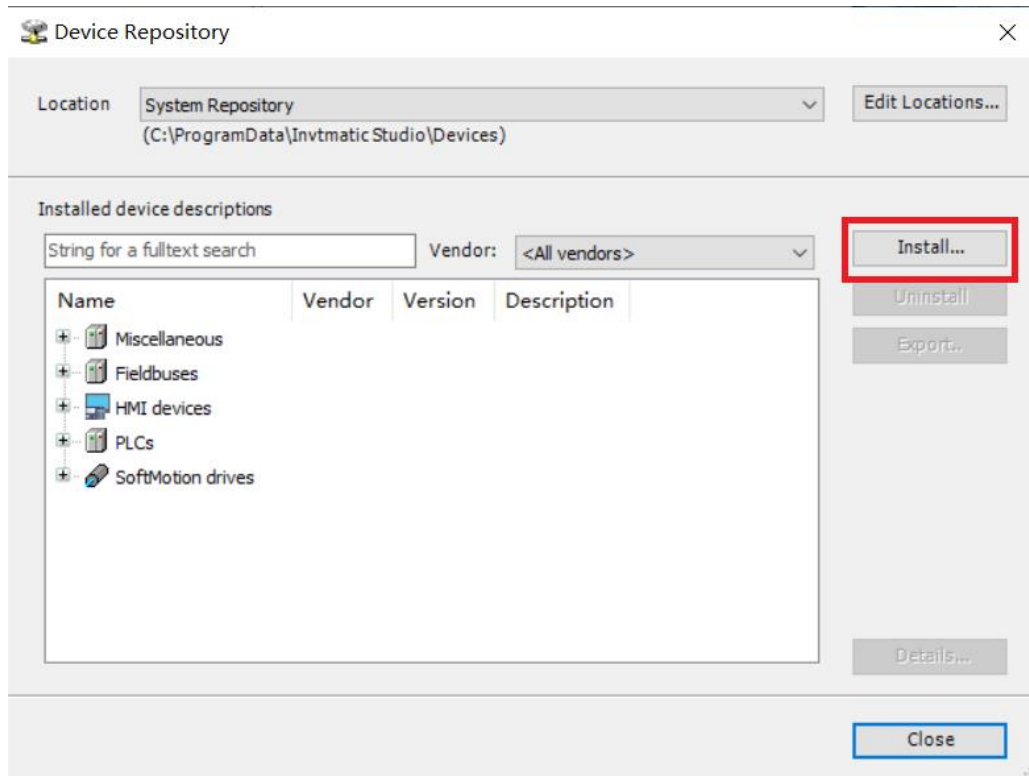 Device Repository
Location
System Repository
Edit Locations...
(C:\ProgramData\Invtmatic Studio\Devices)
Installed device descriptions
String for a fulltext search
Vendor:
<All vendors>
Install...
Name Vendor Version Description
Uninstall
Miscellaneous
Export..
Fieldbuses
HMI devices
PLCs
SoftMotion drives
Details...
Close